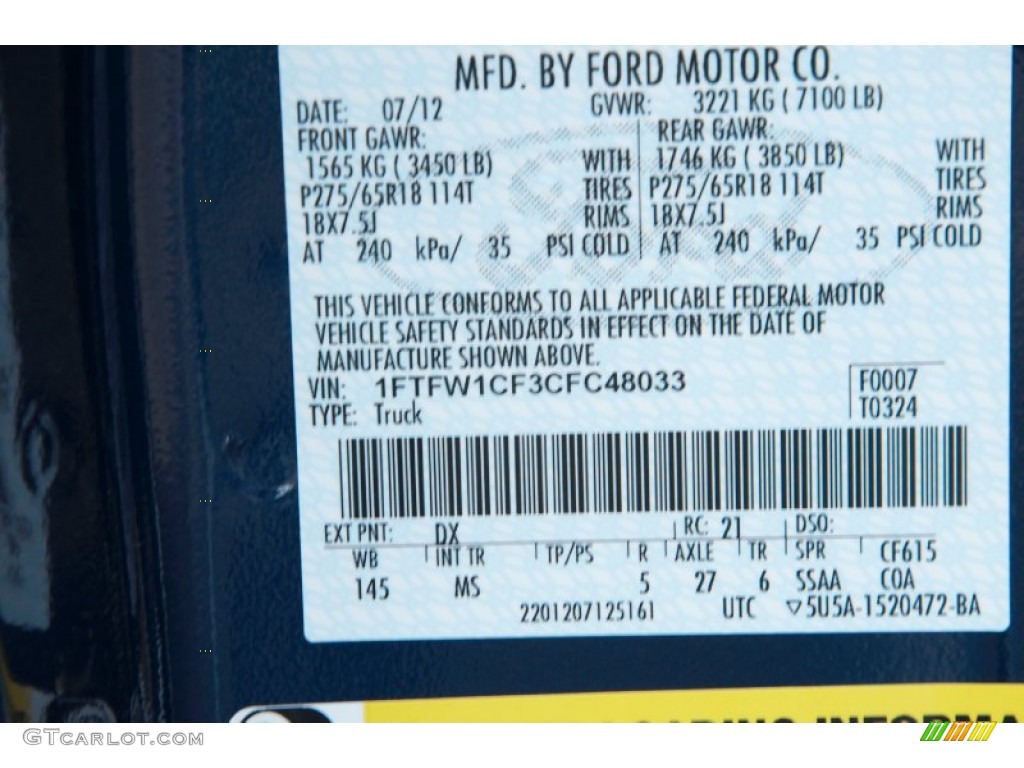 MFD. BY FORD MOTOR CO.
DATE: 07/12 GVWR: 3221 KG ( 7100 LB)
FRONT GAWR: REAR GAWR:
1565 KG ( 3450 LB) WITH 1746 KG ( 3850 LB) WITH
P275/65R18 114T TIRES P275/65R18 114T TIRES
18X7.5J RIMS 18X7.5J RIMS
AT 240 kPa/ 35 PSI COLD AT 240 kPa/ 35 PSI COLD
THIS VEHICLE CONFORMS TO ALL APPLICABLE FEDERAL MOTOR
VEHICLE SAFETY STANDARDS IN EFFECT ON THE DATE OF
MANUFACTURE SHOWN ABOVE.
VIN: 1FTFW1CF3CFC48033 F0007
TYPE: Truck T0324
EXT PNT: DX RC: 21 DSO:
WB INT TR TP/PS R AXLE TR SPR CF615
145 MS 5 27 6 SSAA COA
2201207125161 UTC ▽5U5A-1520472-BA
GTCARLOT.COM